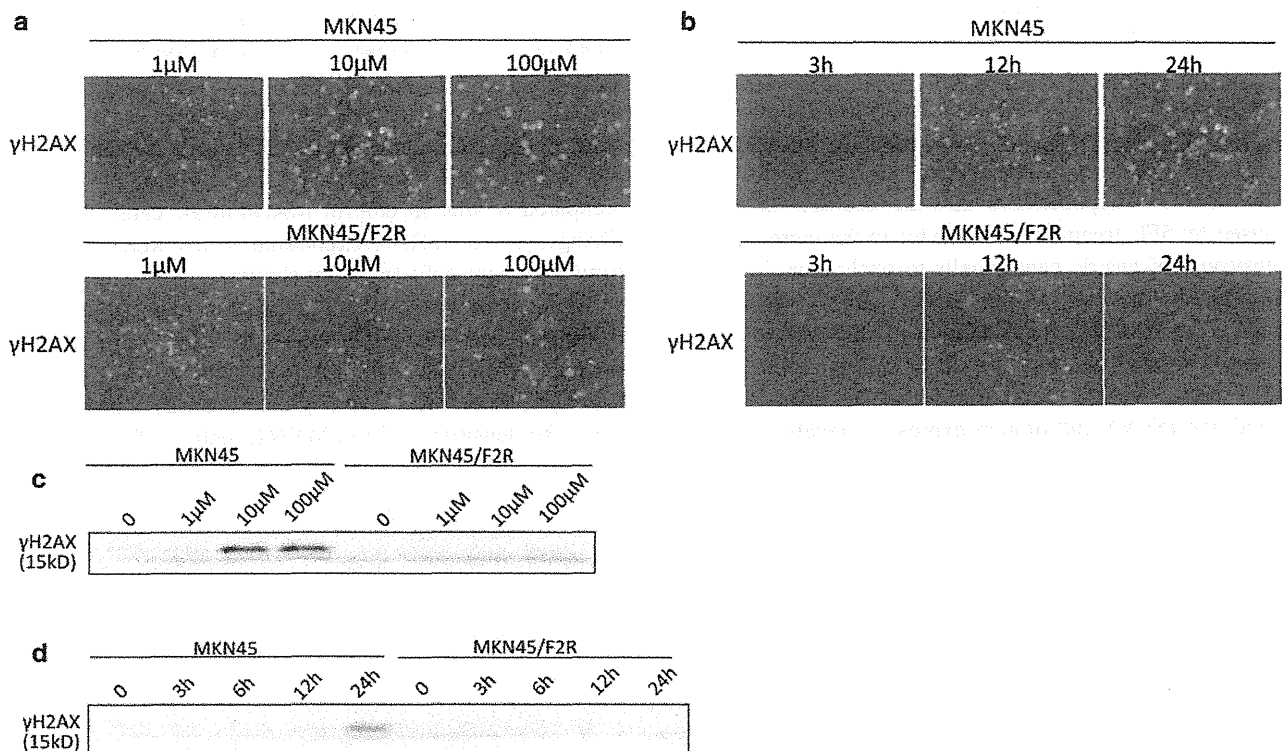 a
MKN45
1μM 10μM 100μM
γH2AX
MKN45/F2R
1μM 10μM 100μM
γH2AX
b
MKN45
3h 12h 24h
γH2AX
MKN45/F2R
3h 12h 24h
γH2AX
c
MKN45 MKN45/F2R
0 1μM 10μM 100μM 0 1μM 10μM 100μM
γH2AX
(15kD)
d
MKN45 MKN45/F2R
0 3h 6h 12h 24h 0 3h 6h 12h 24h
γH2AX
(15kD)